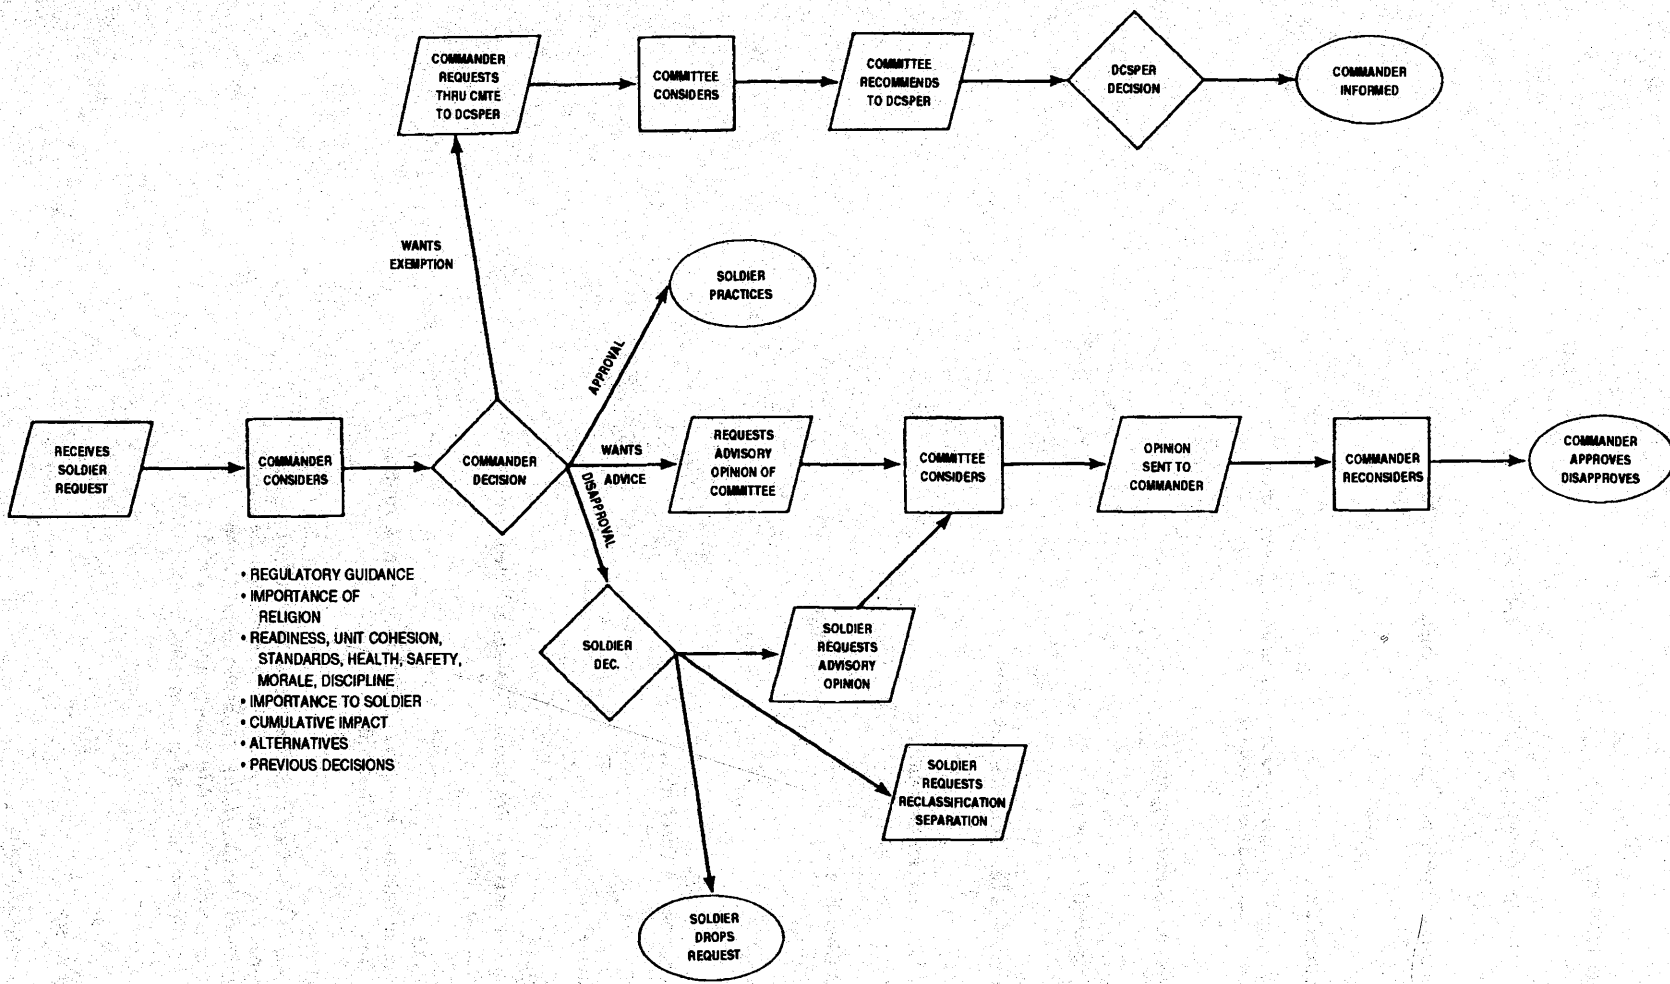 COMMANDER
REQUESTS
THRU CMTE
TO DCSPER
COMMITTEE
CONSIDERS
COMMITTEE
RECOMMENDS
TO DCSPER
DCSPER
DECISION
COMMANDER
INFORMED
WANTS
EXEMPTION
SOLDIER
PRACTICES
APPROVAL
RECEIVES
SOLDIER
REQUEST
COMMANDER
CONSIDERS
COMMANDER
DECISION
WANTS
ADVICE
DISAPPROVAL
REQUESTS
ADVISORY
OPINION OF
COMMITTEE
COMMITTEE
CONSIDERS
OPINION
SENT TO
COMMANDER
COMMANDER
RECONSIDERS
COMMANDER
APPROVES
DISAPPROVES
• REGULATORY GUIDANCE
• IMPORTANCE OF
RELIGION
• READINESS, UNIT COHESION,
STANDARDS, HEALTH, SAFETY,
MORALE, DISCIPLINE
• IMPORTANCE TO SOLDIER
• CUMULATIVE IMPACT
• ALTERNATIVES
• PREVIOUS DECISIONS
SOLDIER
DEC.
SOLDIER
REQUESTS
ADVISORY
OPINION
SOLDIER
REQUESTS
RECLASSIFICATION
SEPARATION
SOLDIER
DROPS
REQUEST